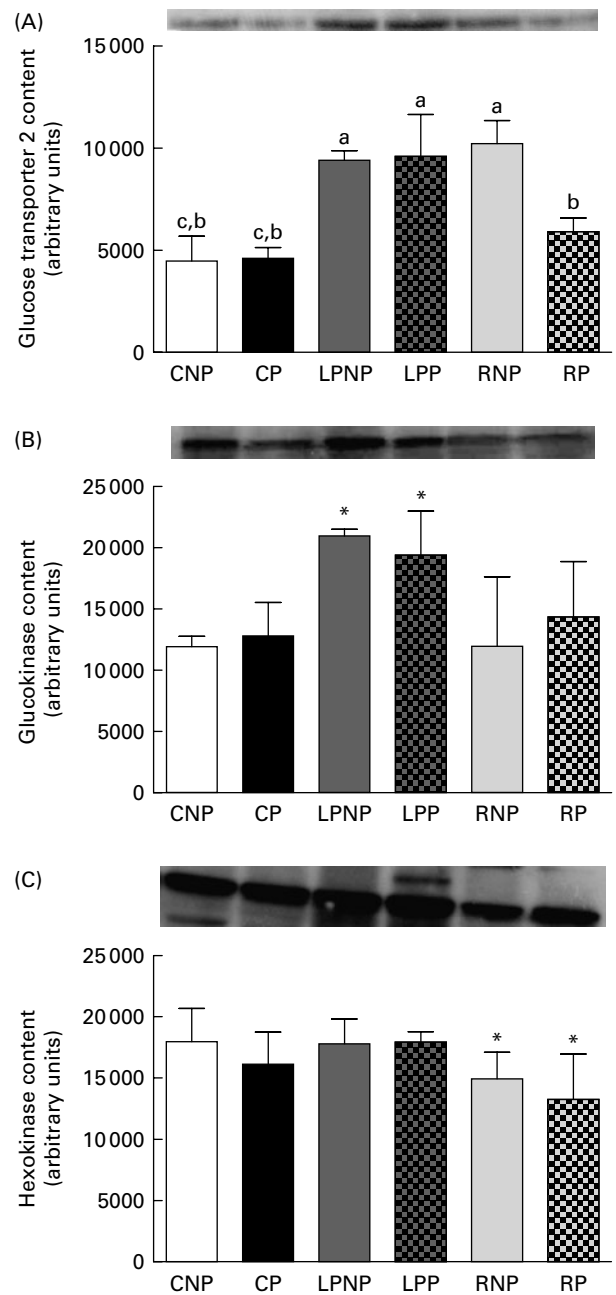 (A)
15 000
10 000
5000
0
Glucose transporter 2 content
(arbitrary units)
c,b
c,b
a
a
a
b
CNP CP LPNP LPP RNP RP
(B)
25 000
20 000
15 000
10 000
5000
0
Glucokinase content
(arbitrary units)
*
*
CNP CP LPNP LPP RNP RP
(C)
25 000
20 000
15 000
10 000
5000
0
Hexokinase content
(arbitrary units)
*
*
CNP CP LPNP LPP RNP RP